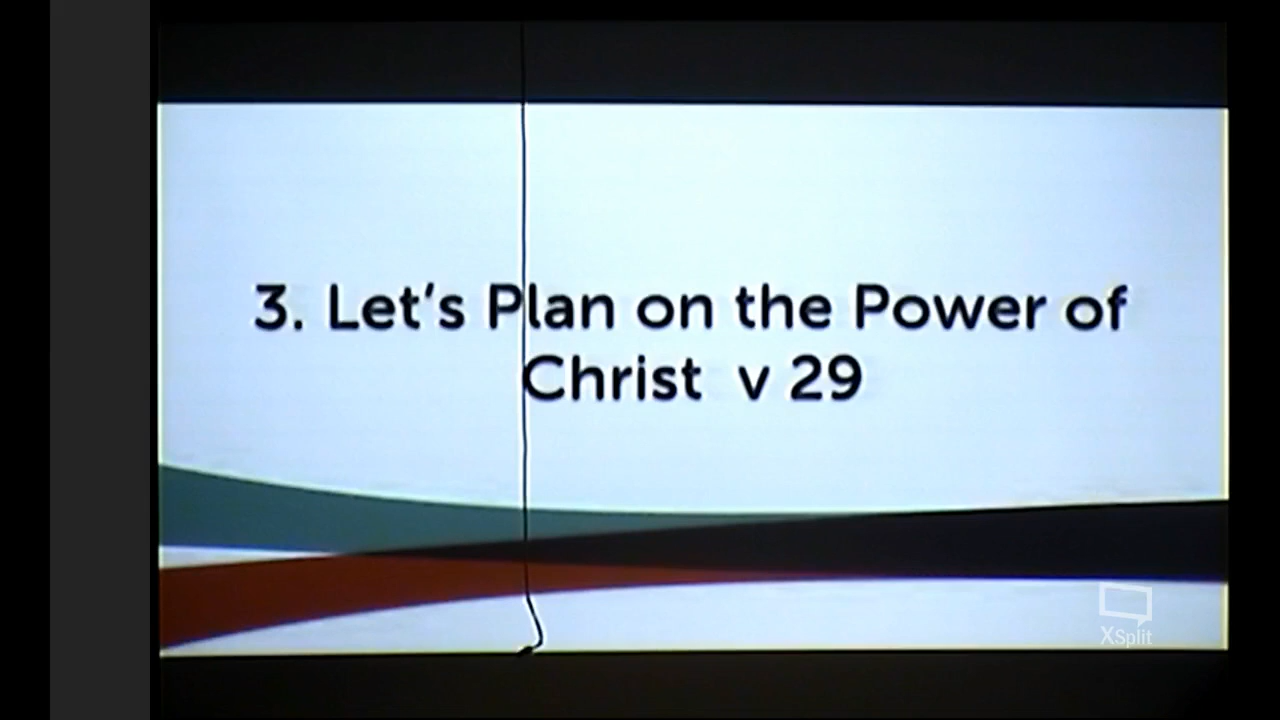 3. Let's Plan on the Power of
Christ  v 29
XSplit